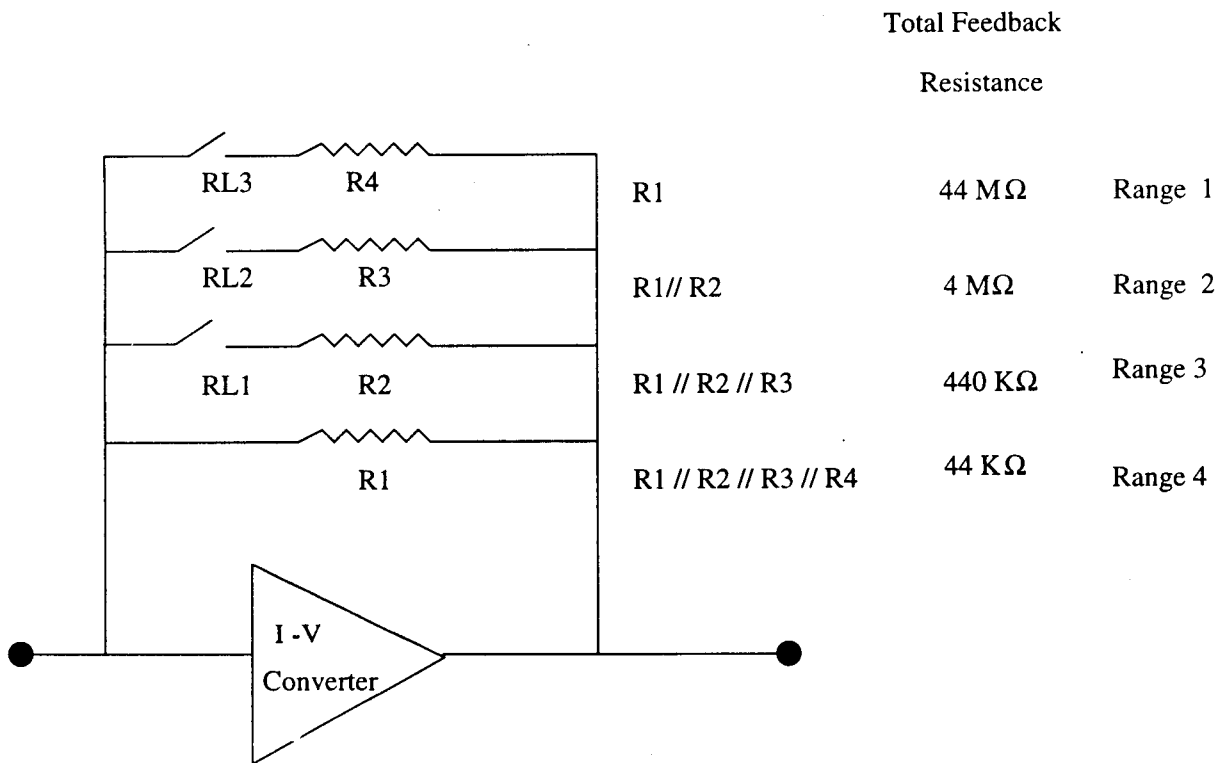 Total Feedback
Resistance
RL3 R4
R1 44 MΩ Range 1
RL2 R3
R1// R2 4 MΩ Range 2
RL1 R2
R1 // R2 // R3 440 KΩ Range 3
R1
R1 // R2 // R3 // R4 44 KΩ Range 4
I -V
Converter